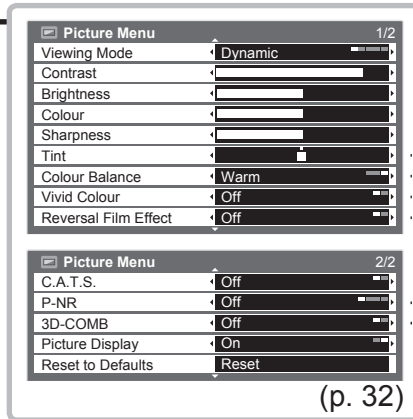 Picture Menu 1/2
Viewing Mode Dynamic
Contrast
Brightness
Colour
Sharpness
Tint
Colour Balance Warm
Vivid Colour Off
Reversal Film Effect Off
Picture Menu 2/2
C.A.T.S. Off
P-NR Off
3D-COMB Off
Picture Display On
Reset to Defaults Reset
(p. 32)